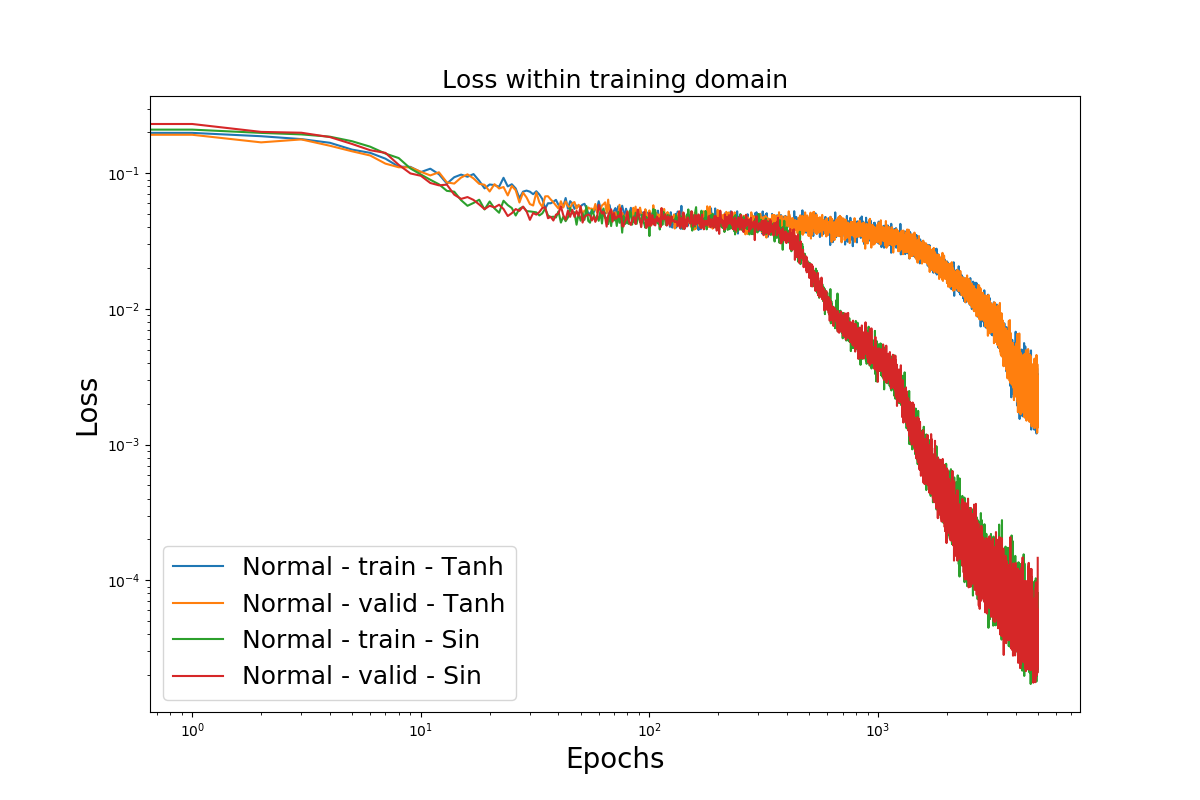 Loss within training domain
Loss
10⁻¹
10⁻²
10⁻³
10⁻⁴
Normal - train - Tanh
Normal - valid - Tanh
Normal - train - Sin
Normal - valid - Sin
10⁰ 10¹ 10² 10³
Epochs